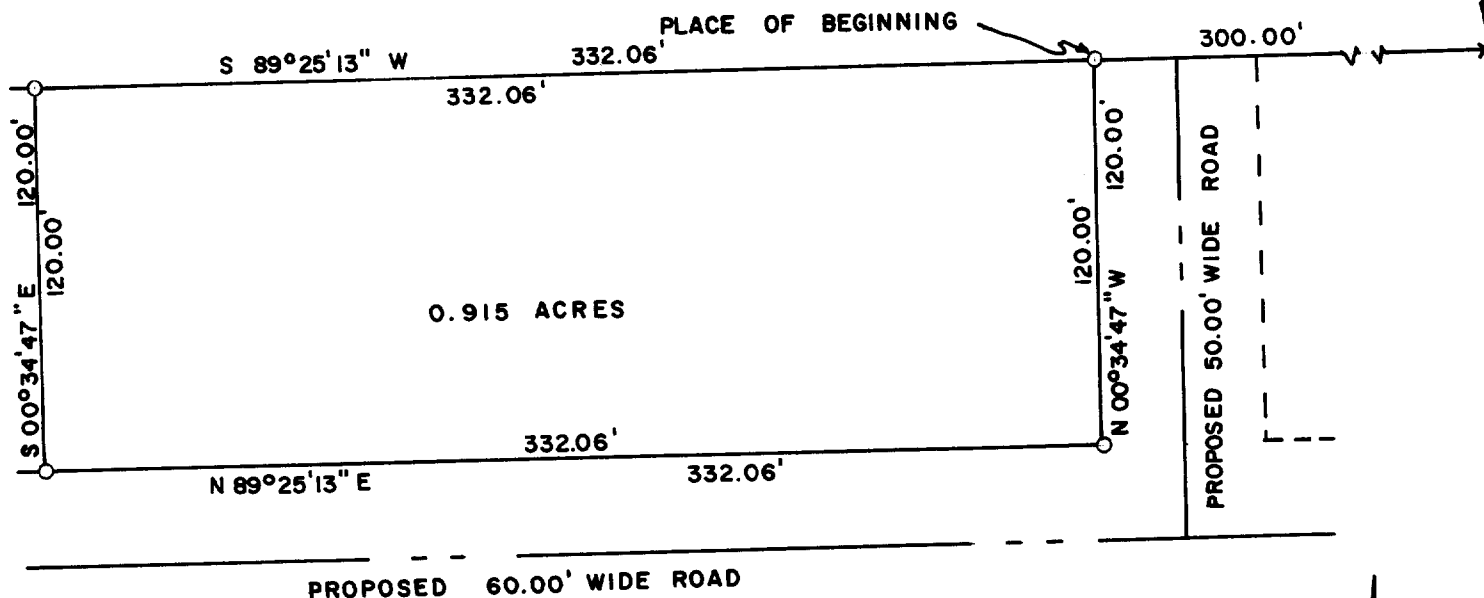 PLACE OF BEGINNING
300.00'
S 89°25'13" W
332.06'
332.06'
120.00'
120.00'
S 00°34'47" E
120.00'
120.00'
N 00°34'47" W
PROPOSED 50.00' WIDE ROAD
0.915 ACRES
332.06'
332.06'
N 89°25'13" E
PROPOSED 60.00' WIDE ROAD